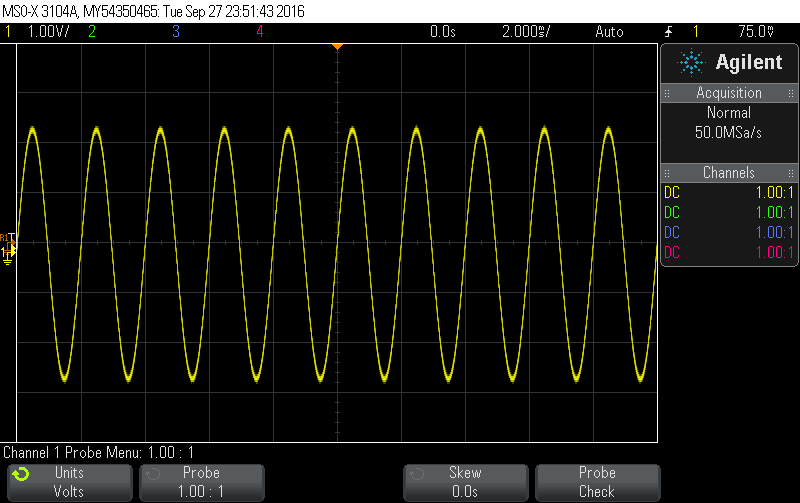 MSO-X 3104A, MY54350465: Tue Sep 27 23:51:43 2016
1 1.00V/ 2 3 4 0.0s 2.000ms/ Auto 1 75.0mV
Agilent
Acquisition
Normal
50.0MSa/s
Channels
DC 1.00:1
DC 1.00:1
DC 1.00:1
DC 1.00:1
T
1
Channel 1 Probe Menu: 1.00 : 1
Units
Volts
Probe
1.00 : 1
Skew
0.0s
Probe
Check